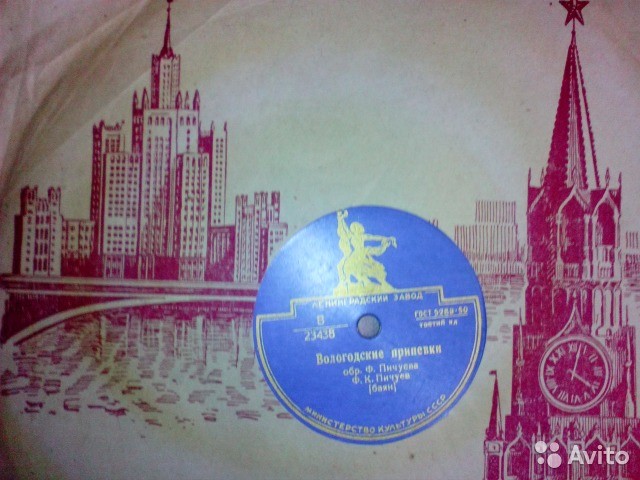 ЛЕНИНГРАДСКИЙ ЗАВОД
В
23438
ГОСТ 5289-50
Вологодские припевки
обр. Ф. Пичуева
Ф. К. Пичуев
(баян)
МИНИСТЕРСТВО КУЛЬТУРЫ СССР
Avito